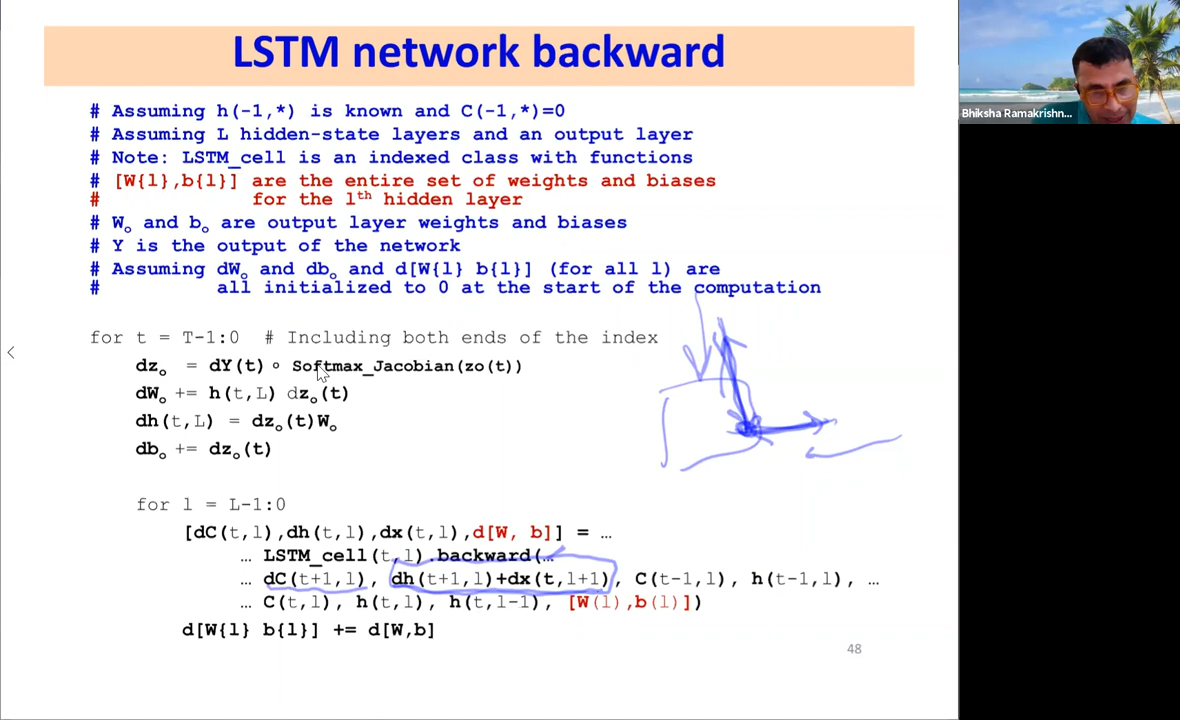 LSTM network backward
# Assuming h(-1,*) is known and C(-1,*)=0
# Assuming L hidden-state layers and an output layer
# Note: LSTM_cell is an indexed class with functions
# [W{l},b{l}] are the entire set of weights and biases
# for the lth hidden layer
# Wo and bo are output layer weights and biases
# Y is the output of the network
# Assuming dWo and dbo and d[W{l} b{l}] (for all l) are
# all initialized to 0 at the start of the computation
for t = T-1:0 # Including both ends of the index
dzo = dY(t) ∘ Softmax_Jacobian(zo(t))
dWo += h(t,L) dzo(t)
dh(t,L) = dzo(t)Wo
dbo += dzo(t)
for l = L-1:0
[dC(t,l),dh(t,l),dx(t,l),d[W, b]] = …
… LSTM_cell(t,l).backward(…
… dC(t+1,l), dh(t+1,l)+dx(t,l+1), C(t-1,l), h(t-1,l), …
… C(t,l), h(t,l), h(t,l-1), [W(l),b(l)])
d[W{l} b{l}] += d[W,b]
48
Bhiksha Ramakrishn...